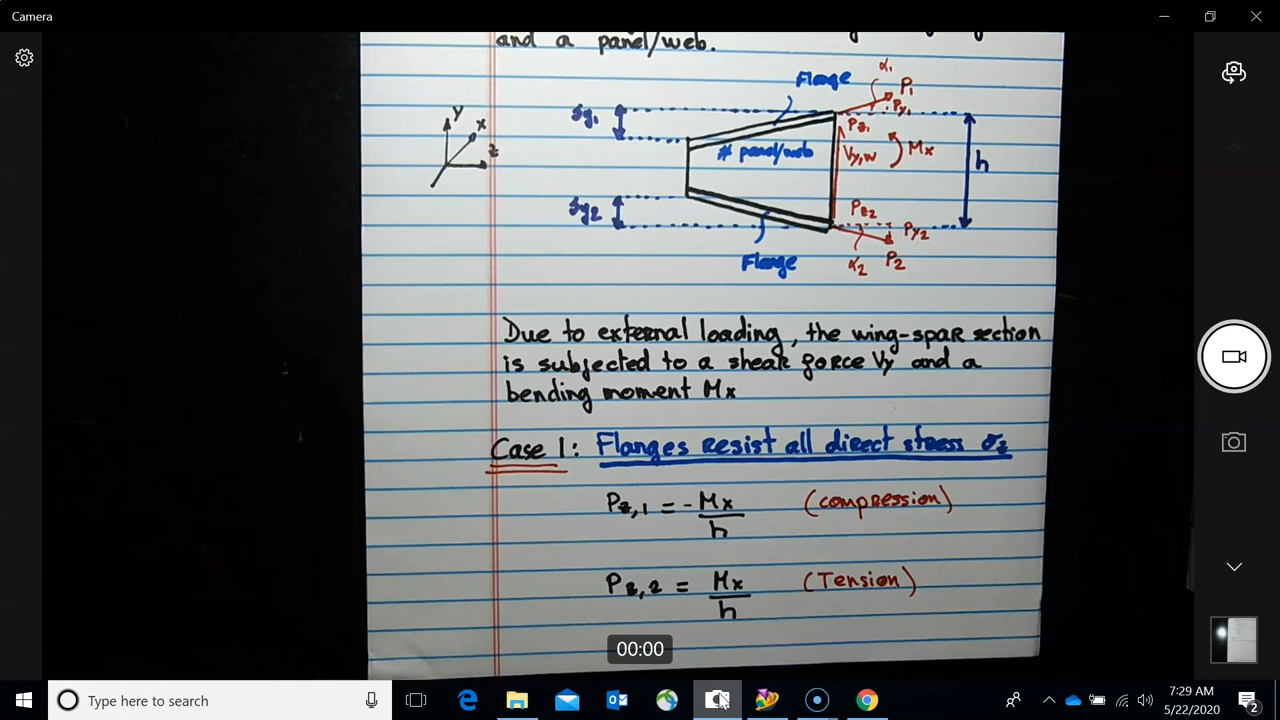 Camera
and a panel/web.
Flange
α₁
P₁
Py₁
Pz₁
δy₁
y
x
z
# panel/web
Vy,w
Mx
h
δy₂
Pz₂
Py₂
Flange
α₂
P₂
Due to external loading, the wing-spar section
is subjected to a shear force Vy and a
bending moment Mx
Case 1: Flanges resist all direct stress σz
Pz,1 = - Mx/h (compression)
Pz,2 = Mx/h (Tension)
00:00
Type here to search
7:29 AM
5/22/2020
2